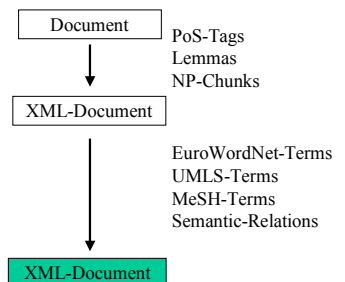 Document
PoS-Tags
Lemmas
NP-Chunks
XML-Document
EuroWordNet-Terms
UMLS-Terms
MeSH-Terms
Semantic-Relations
XML-Document